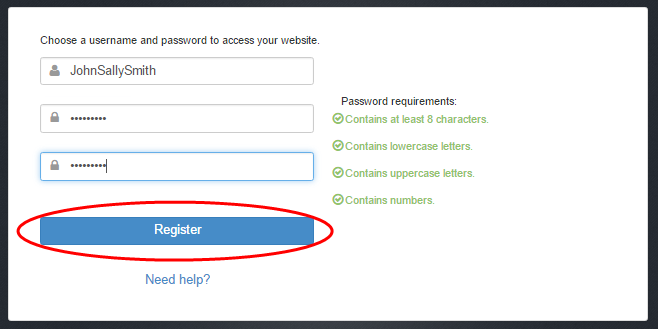 Choose a username and password to access your website.
JohnSallySmith
•••••••••
•••••••••
Password requirements:
Contains at least 8 characters.
Contains lowercase letters.
Contains uppercase letters.
Contains numbers.
Register
Need help?